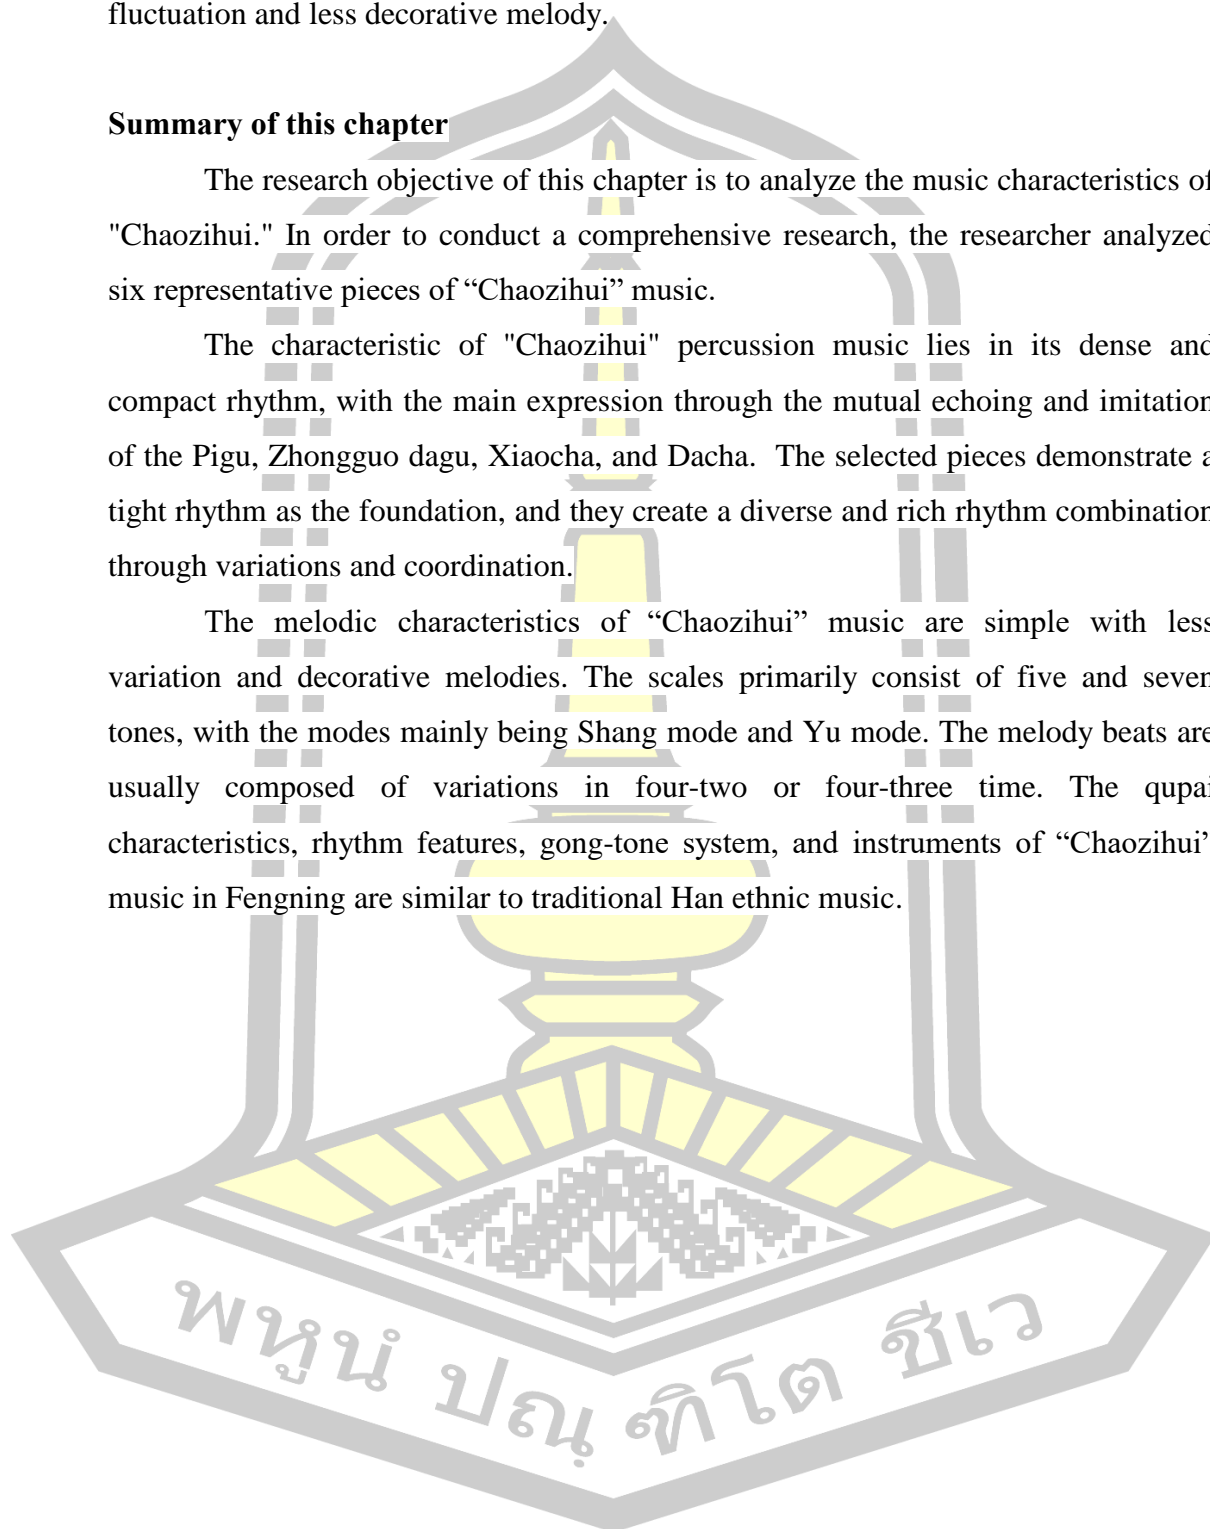 fluctuation and less decorative melody.
Summary of this chapter
The research objective of this chapter is to analyze the music characteristics of
"Chaozihui." In order to conduct a comprehensive research, the researcher analyzed
six representative pieces of “Chaozihui” music.
The characteristic of "Chaozihui" percussion music lies in its dense and
compact rhythm, with the main expression through the mutual echoing and imitation
of the Pigu, Zhongguo dagu, Xiaocha, and Dacha. The selected pieces demonstrate a
tight rhythm as the foundation, and they create a diverse and rich rhythm combination
through variations and coordination.
The melodic characteristics of “Chaozihui” music are simple with less
variation and decorative melodies. The scales primarily consist of five and seven
tones, with the modes mainly being Shang mode and Yu mode. The melody beats are
usually composed of variations in four-two or four-three time. The qupai
characteristics, rhythm features, gong-tone system, and instruments of “Chaozihui”
music in Fengning are similar to traditional Han ethnic music.
พหูนํ ปณฺฑิโต ชีเว